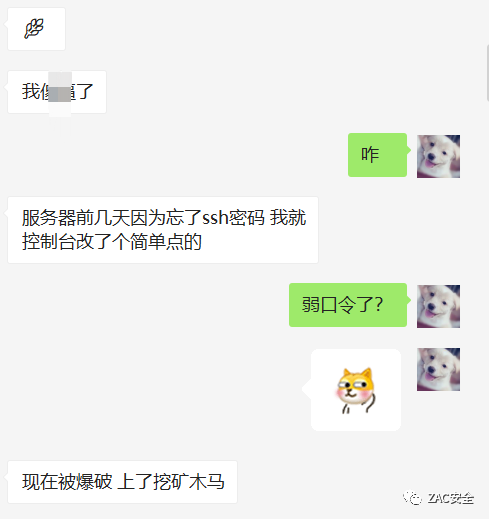 我傻逼了
咋
服务器前几天因为忘了ssh密码 我就
控制台改了个简单点的
弱口令了?
现在被爆破 上了挖矿木马
ZAC安全